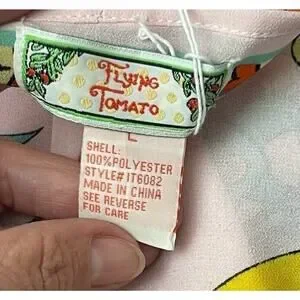 FLYING
TOMATO
L
SHELL:
100%POLYESTER
STYLE#IT6082
MADE IN CHINA
SEE REVERSE
FOR CARE